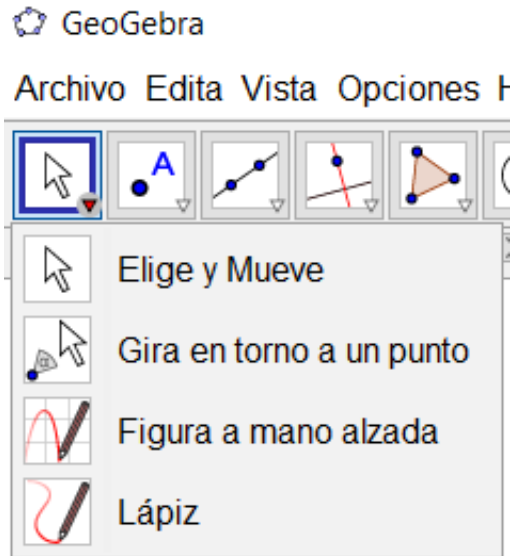 GeoGebra
Archivo Edita Vista Opciones
A
Elige y Mueve
Gira en torno a un punto
Figura a mano alzada
Lápiz